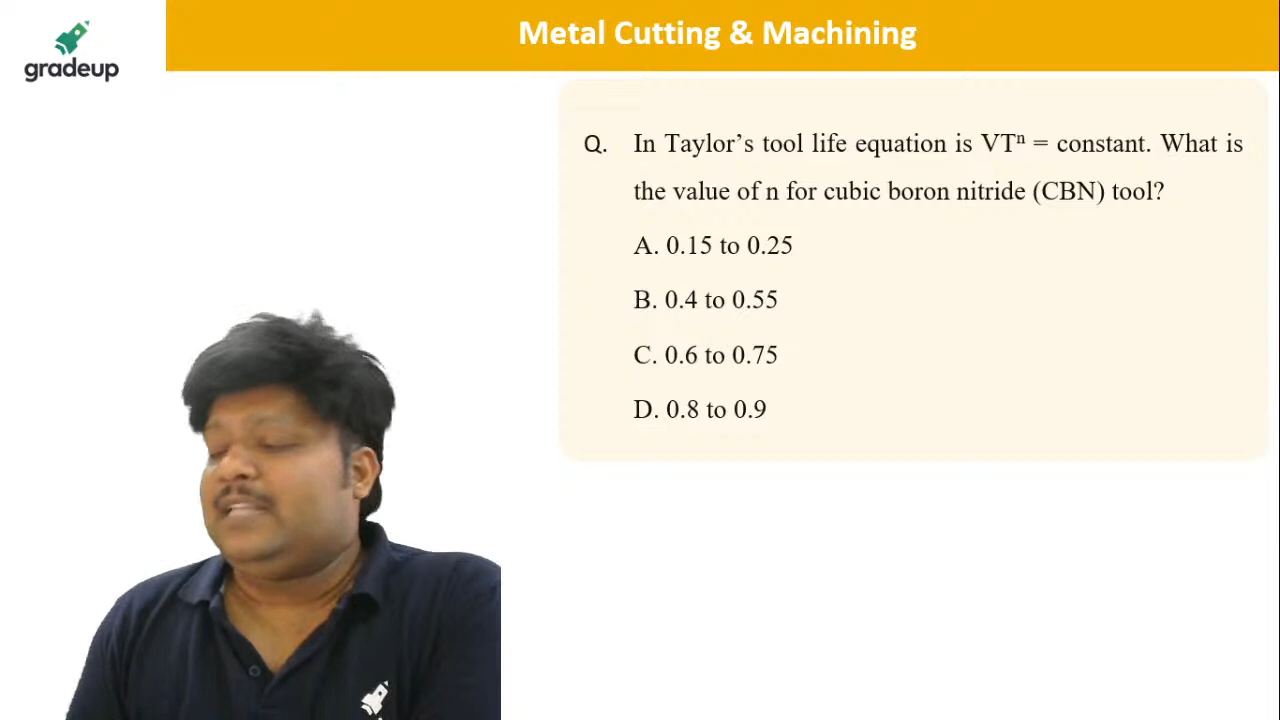 gradeup
Metal Cutting & Machining
Q. In Taylor's tool life equation is VTⁿ = constant. What is
the value of n for cubic boron nitride (CBN) tool?
A. 0.15 to 0.25
B. 0.4 to 0.55
C. 0.6 to 0.75
D. 0.8 to 0.9